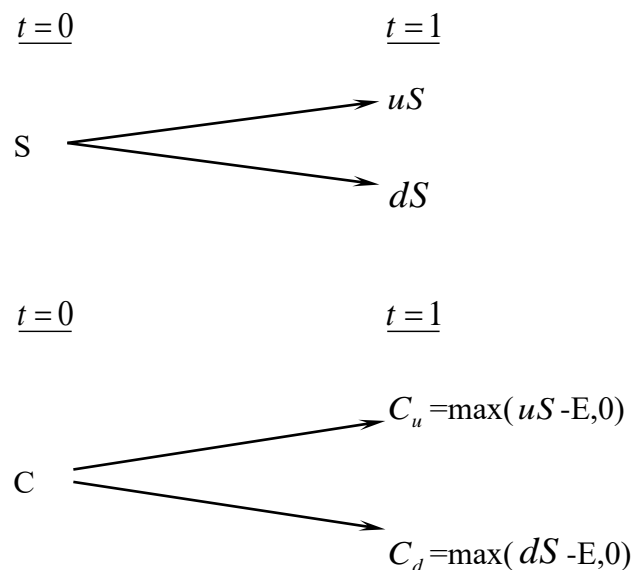 t = 0 t = 1
uS
S
dS
t = 0 t = 1
C_u =max( uS -E,0)
C
C_d =max( dS -E,0)